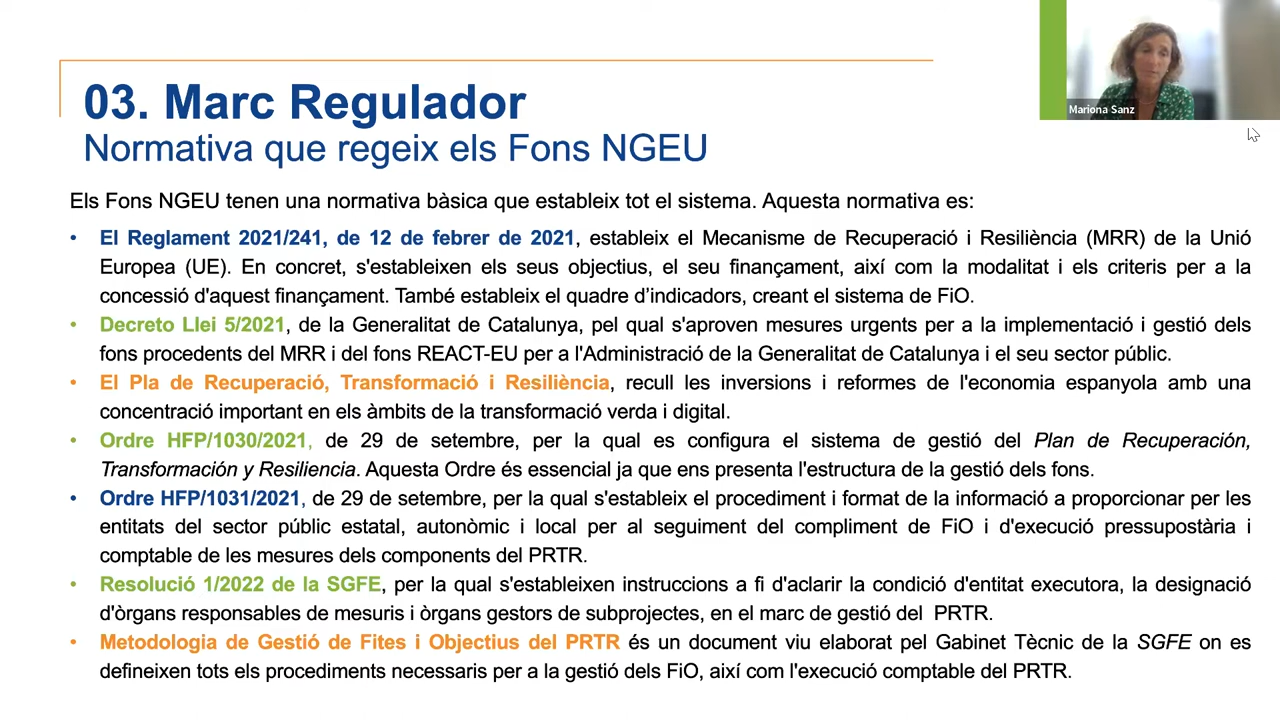 03. Marc Regulador
Normativa que regeix els Fons NGEU
Mariona Sanz
Els Fons NGEU tenen una normativa bàsica que estableix tot el sistema. Aquesta normativa es:
• El Reglament 2021/241, de 12 de febrer de 2021, estableix el Mecanisme de Recuperació i Resiliència (MRR) de la Unió
Europea (UE). En concret, s'estableixen els seus objectius, el seu finançament, així com la modalitat i els criteris per a la
concessió d'aquest finançament. També estableix el quadre d’indicadors, creant el sistema de FiO.
• Decreto Llei 5/2021, de la Generalitat de Catalunya, pel qual s'aproven mesures urgents per a la implementació i gestió dels
fons procedents del MRR i del fons REACT-EU per a l'Administració de la Generalitat de Catalunya i el seu sector públic.
• El Pla de Recuperació, Transformació i Resiliència, recull les inversions i reformes de l'economia espanyola amb una
concentració important en els àmbits de la transformació verda i digital.
• Ordre HFP/1030/2021, de 29 de setembre, per la qual es configura el sistema de gestió del Plan de Recuperación,
Transformación y Resiliencia. Aquesta Ordre és essencial ja que ens presenta l'estructura de la gestió dels fons.
• Ordre HFP/1031/2021, de 29 de setembre, per la qual s'estableix el procediment i format de la informació a proporcionar per les
entitats del sector públic estatal, autonòmic i local per al seguiment del compliment de FiO i d'execució pressupostària i
comptable de les mesures dels components del PRTR.
• Resolució 1/2022 de la SGFE, per la qual s'estableixen instruccions a fi d'aclarir la condició d'entitat executora, la designació
d'òrgans responsables de mesuris i òrgans gestors de subprojectes, en el marc de gestió del PRTR.
• Metodologia de Gestió de Fites i Objectius del PRTR és un document viu elaborat pel Gabinet Tècnic de la SGFE on es
defineixen tots els procediments necessaris per a la gestió dels FiO, així com l'execució comptable del PRTR.